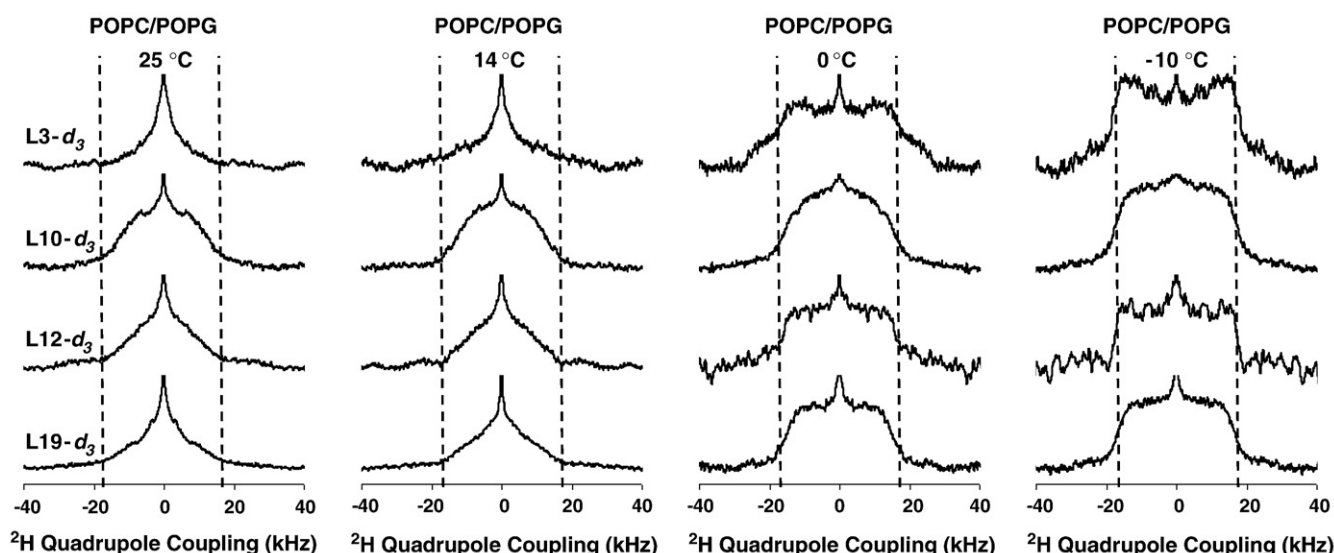 POPC/POPG POPC/POPG POPC/POPG POPC/POPG
25 °C 14 °C 0 °C -10 °C
L3-d₃
L10-d₃
L12-d₃
L19-d₃
-40 -20 0 20 40 -40 -20 0 20 40 -40 -20 0 20 40 -40 -20 0 20 40
²H Quadrupole Coupling (kHz) ²H Quadrupole Coupling (kHz) ²H Quadrupole Coupling (kHz) ²H Quadrupole Coupling (kHz)